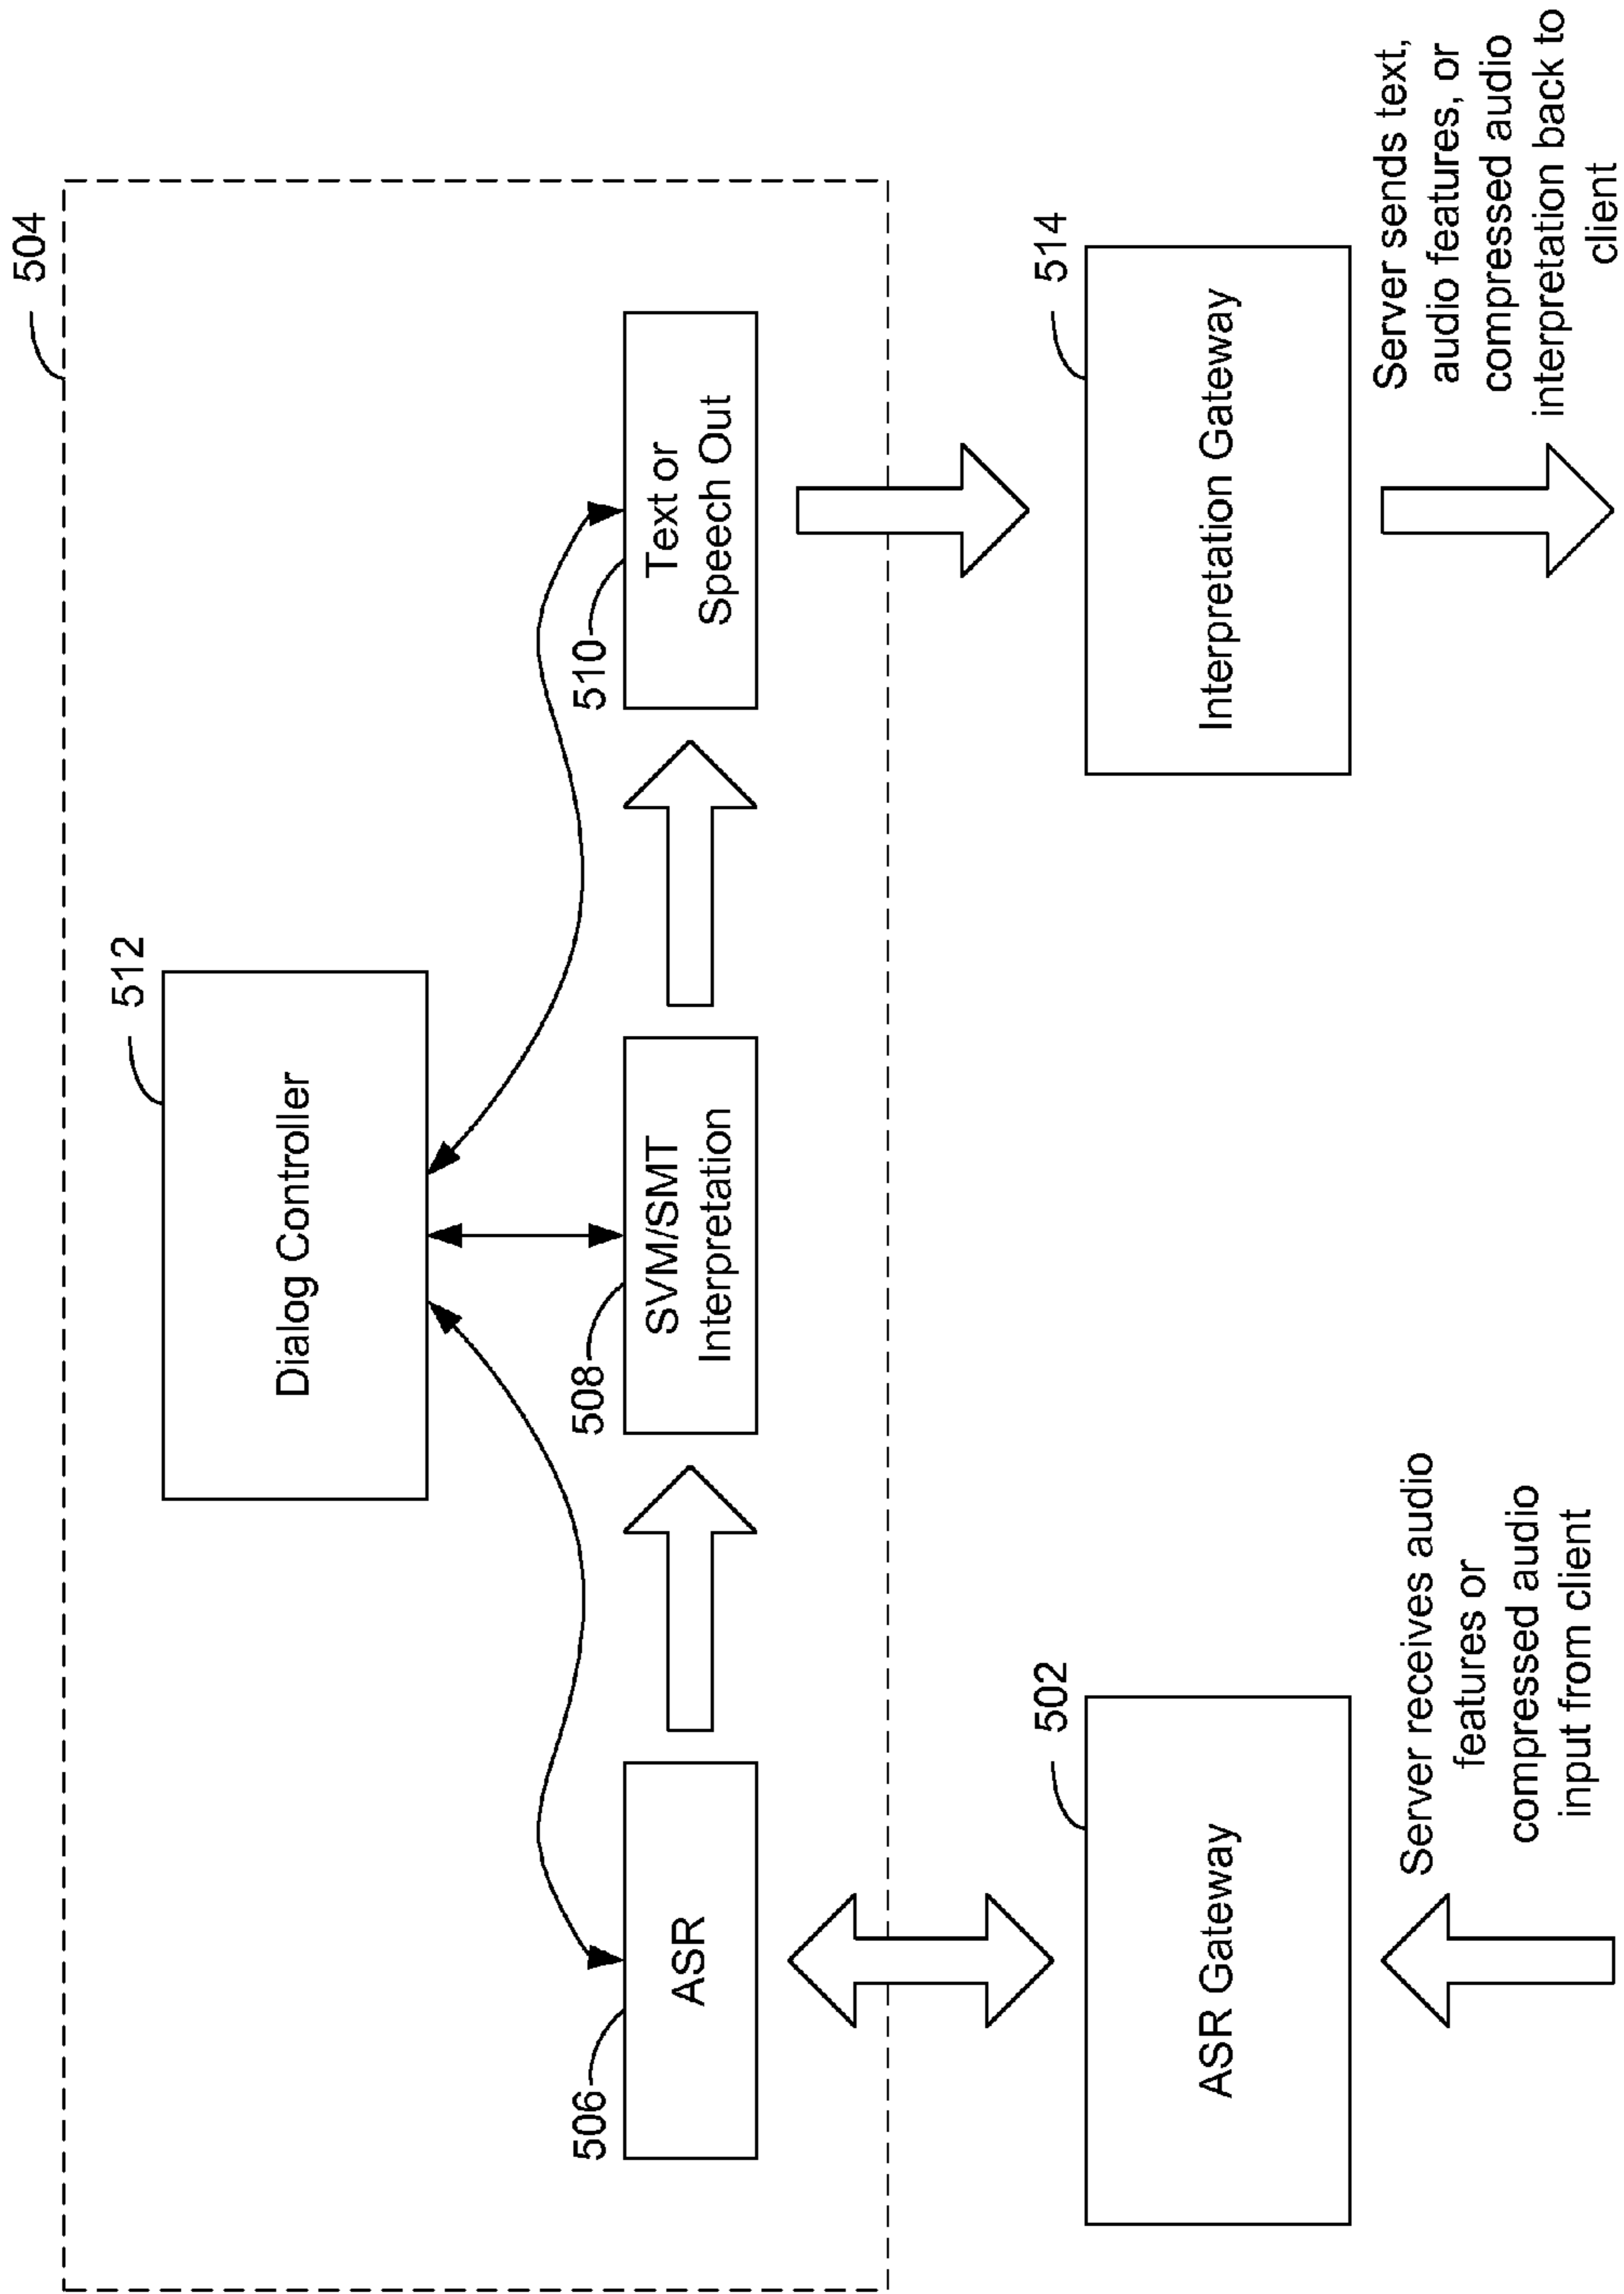 504
512
Dialog Controller
506
ASR
508
SVM/SMT
Interpretation
510
Text or
Speech Out
502
ASR Gateway
514
Interpretation Gateway
Server receives audio
features or
compressed audio
input from client
Server sends text,
audio features, or
compressed audio
interpretation back to
client